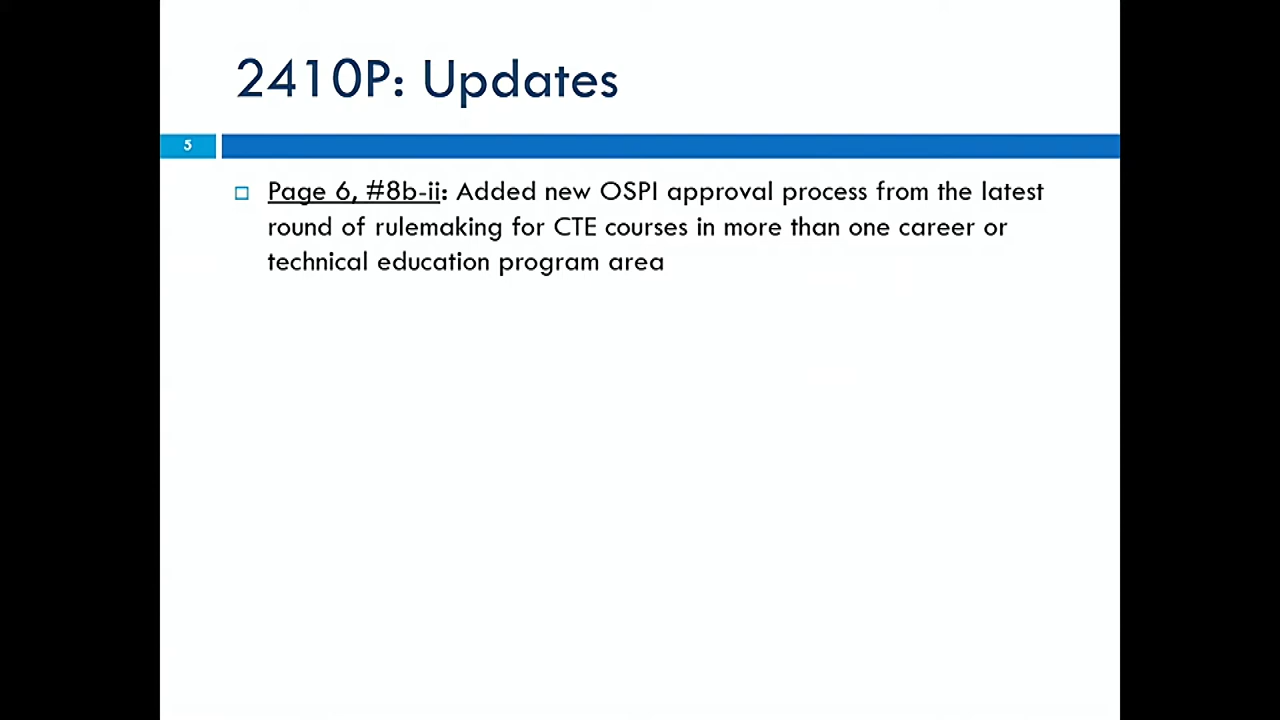 2410P: Updates
5
Page 6, #8b-ii: Added new OSPI approval process from the latest
round of rulemaking for CTE courses in more than one career or
technical education program area